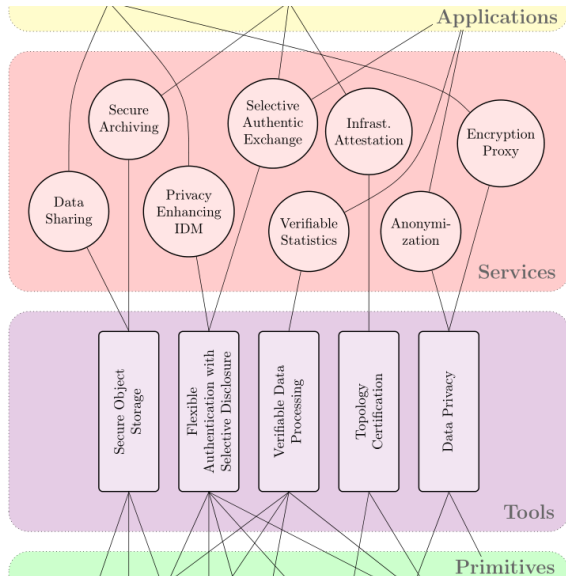 Applications
Secure
Archiving
Selective
Authentic
Exchange
Infrast.
Attestation
Encryption
Proxy
Data
Sharing
Privacy
Enhancing
IDM
Verifiable
Statistics
Anonymi-
zation
Services
Secure Object
Storage
Flexible
Authentication with
Selective Disclosure
Verifiable Data
Processing
Topology
Certification
Data Privacy
Tools
Primitives